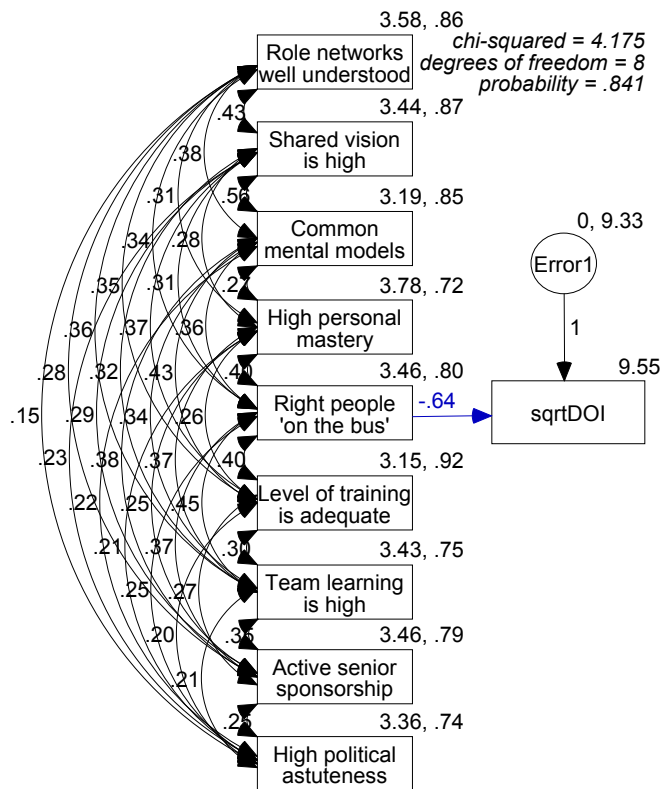 3.58, .86
chi-squared = 4.175
degrees of freedom = 8
probability = .841
Role networks
well understood
3.44, .87
.43
Shared vision
is high
.38
3.19, .85
.31
.56
Common
mental models
.34
.28
0, 9.33
Error1
.35
.31
3.78, .72
High personal
mastery
.36
.37
.36
1
3.46, .80
9.55
.28
.32
.43
.40
Right people
'on the bus'
-.64
sqrtDOI
.15
.29
.34
.26
3.15, .92
.23
.38
.37
.40
Level of training
is adequate
.22
.25
.45
3.43, .75
.21
.37
.30
Team learning
is high
.25
.27
3.46, .79
.20
.35
Active senior
sponsorship
.21
3.36, .74
High political
astuteness